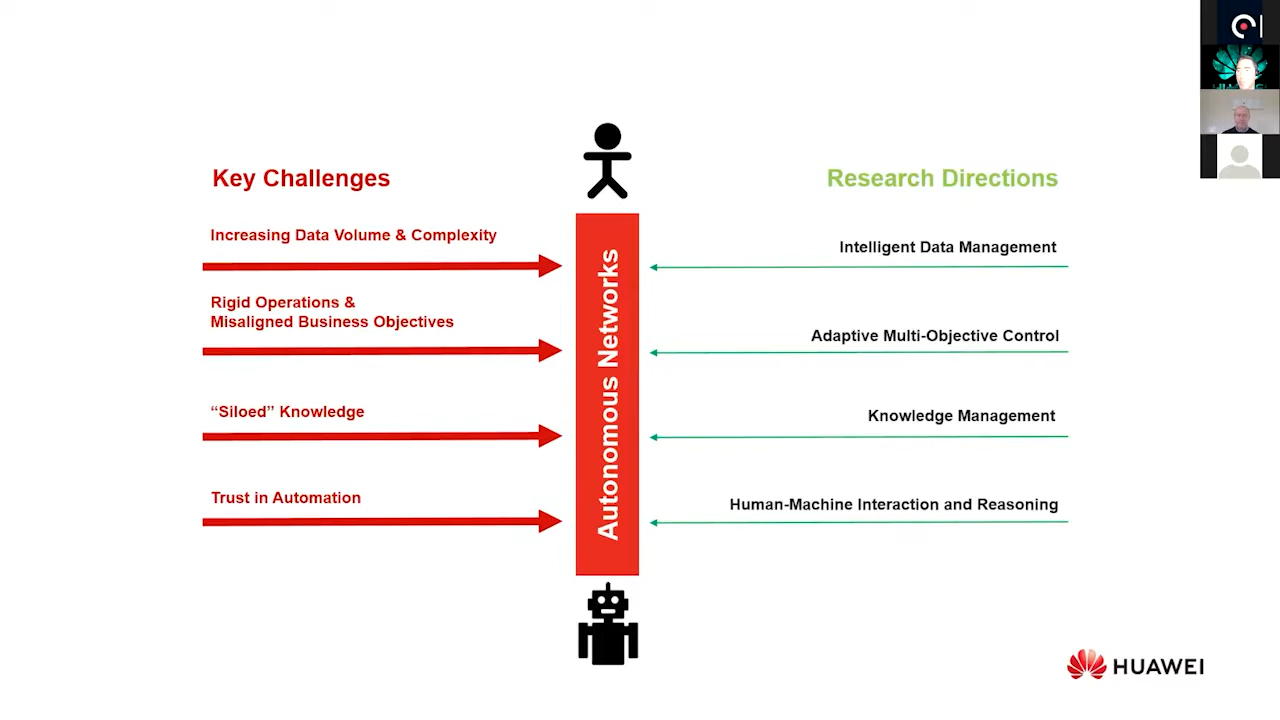 Key Challenges
Research Directions
Increasing Data Volume & Complexity
Intelligent Data Management
Rigid Operations &
Misaligned Business Objectives
Adaptive Multi-Objective Control
“Siloed” Knowledge
Knowledge Management
Trust in Automation
Human-Machine Interaction and Reasoning
Autonomous Networks
HUAWEI